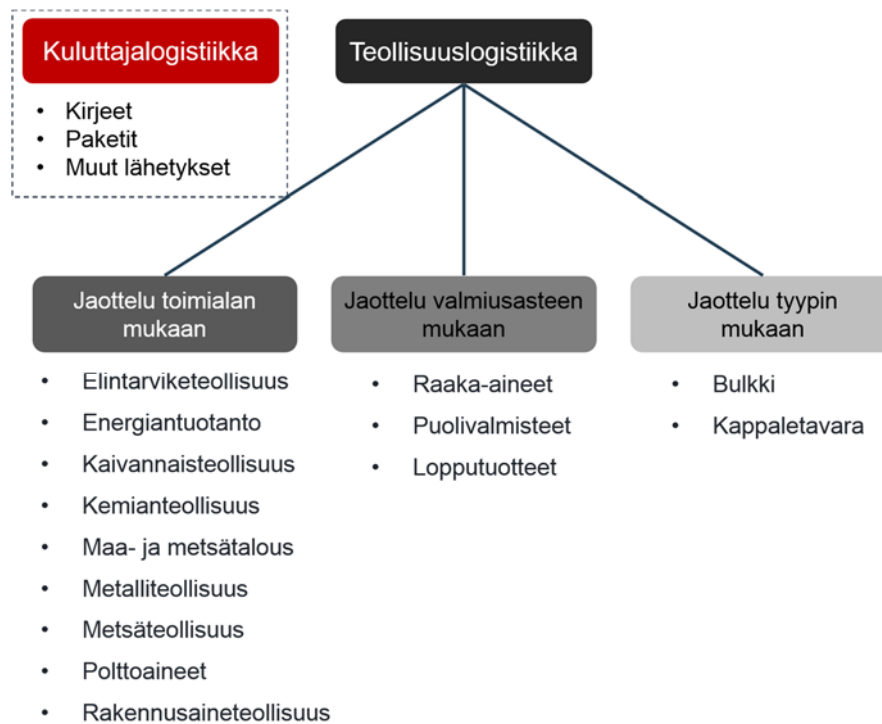 Kuluttajalogistiikka
• Kirjeet
• Paketit
• Muut lähetykset
Teollisuuslogistiikka
Jaottelu toimialan
mukaan
• Elintarviketeollisuus
• Energiantuotanto
• Kaivannaisteollisuus
• Kemianteollisuus
• Maa- ja metsätalous
• Metalliteollisuus
• Metsäteollisuus
• Polttoaineet
• Rakennusaineteollisuus
Jaottelu valmiusasteen
mukaan
• Raaka-aineet
• Puolivalmisteet
• Lopputuotteet
Jaottelu tyypin
mukaan
• Bulkki
• Kappaletavara